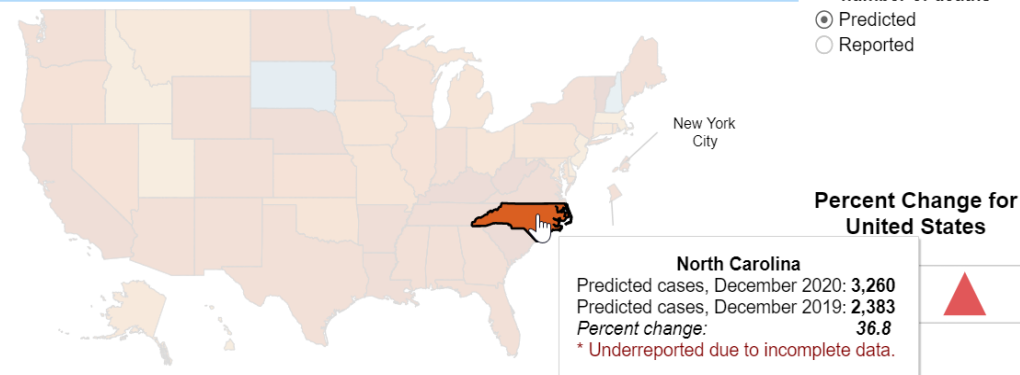 Predicted
Reported
New York
City
Percent Change for
United States
North Carolina
Predicted cases, December 2020: 3,260
Predicted cases, December 2019: 2,383
Percent change: 36.8
* Underreported due to incomplete data.